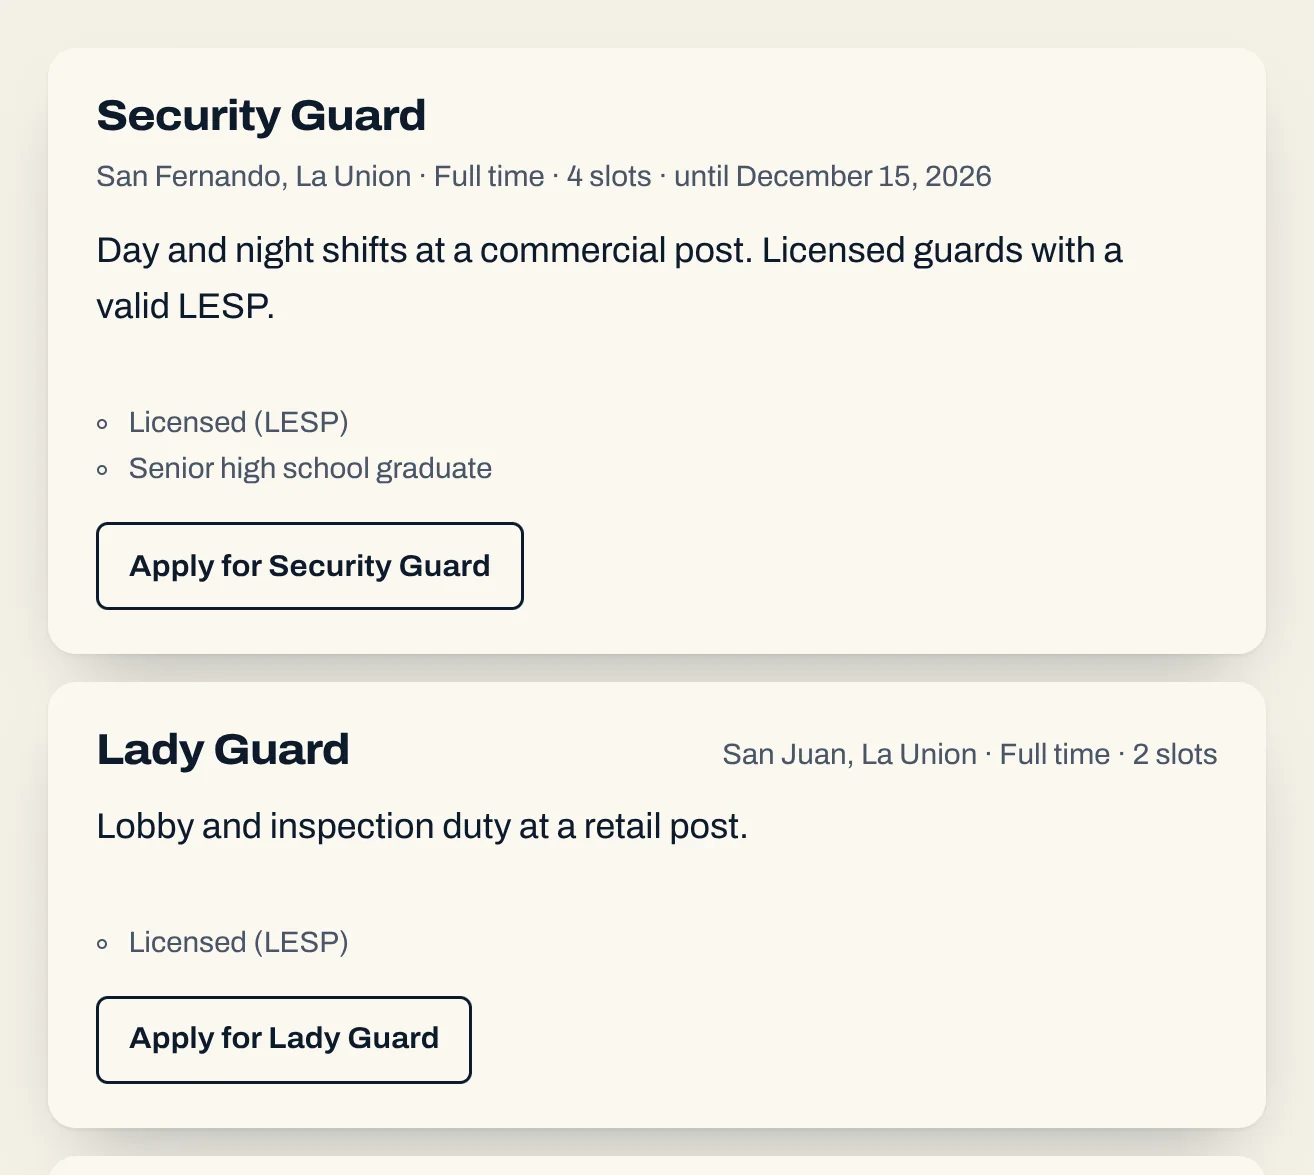 Security Guard
San Fernando, La Union · Full time · 4 slots · until December 15, 2026
Day and night shifts at a commercial post. Licensed guards with a
valid LESP.
Licensed (LESP)
Senior high school graduate
Apply for Security Guard
Lady Guard
San Juan, La Union · Full time · 2 slots
Lobby and inspection duty at a retail post.
Licensed (LESP)
Apply for Lady Guard